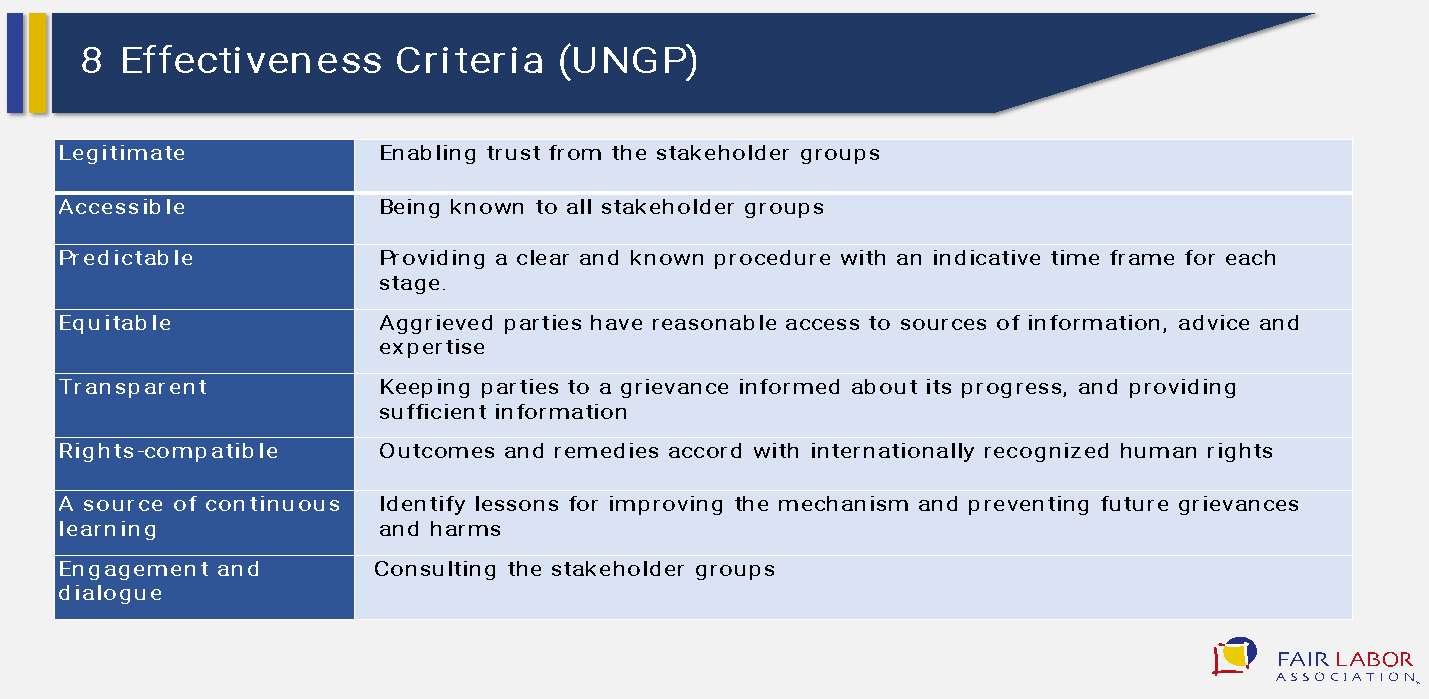 8 Effectiveness Criteria (UNGP)
Legitimate
Enabling trust from the stakeholder groups
Accessible
Being known to all stakeholder groups
Predictable
Providing a clear and known procedure with an indicative time frame for each
stage.
Equitable
Aggrieved parties have reasonable access to sources of information, advice and
expertise
Transparent
Keeping parties to a grievance informed about its progress, and providing
sufficient information
Rights-compatible
Outcomes and remedies accord with internationally recognized human rights
A source of continuous
learning
Identify lessons for improving the mechanism and preventing future grievances
and harms
Engagement and
dialogue
Consulting the stakeholder groups
FAIR LABOR
ASSOCIATION